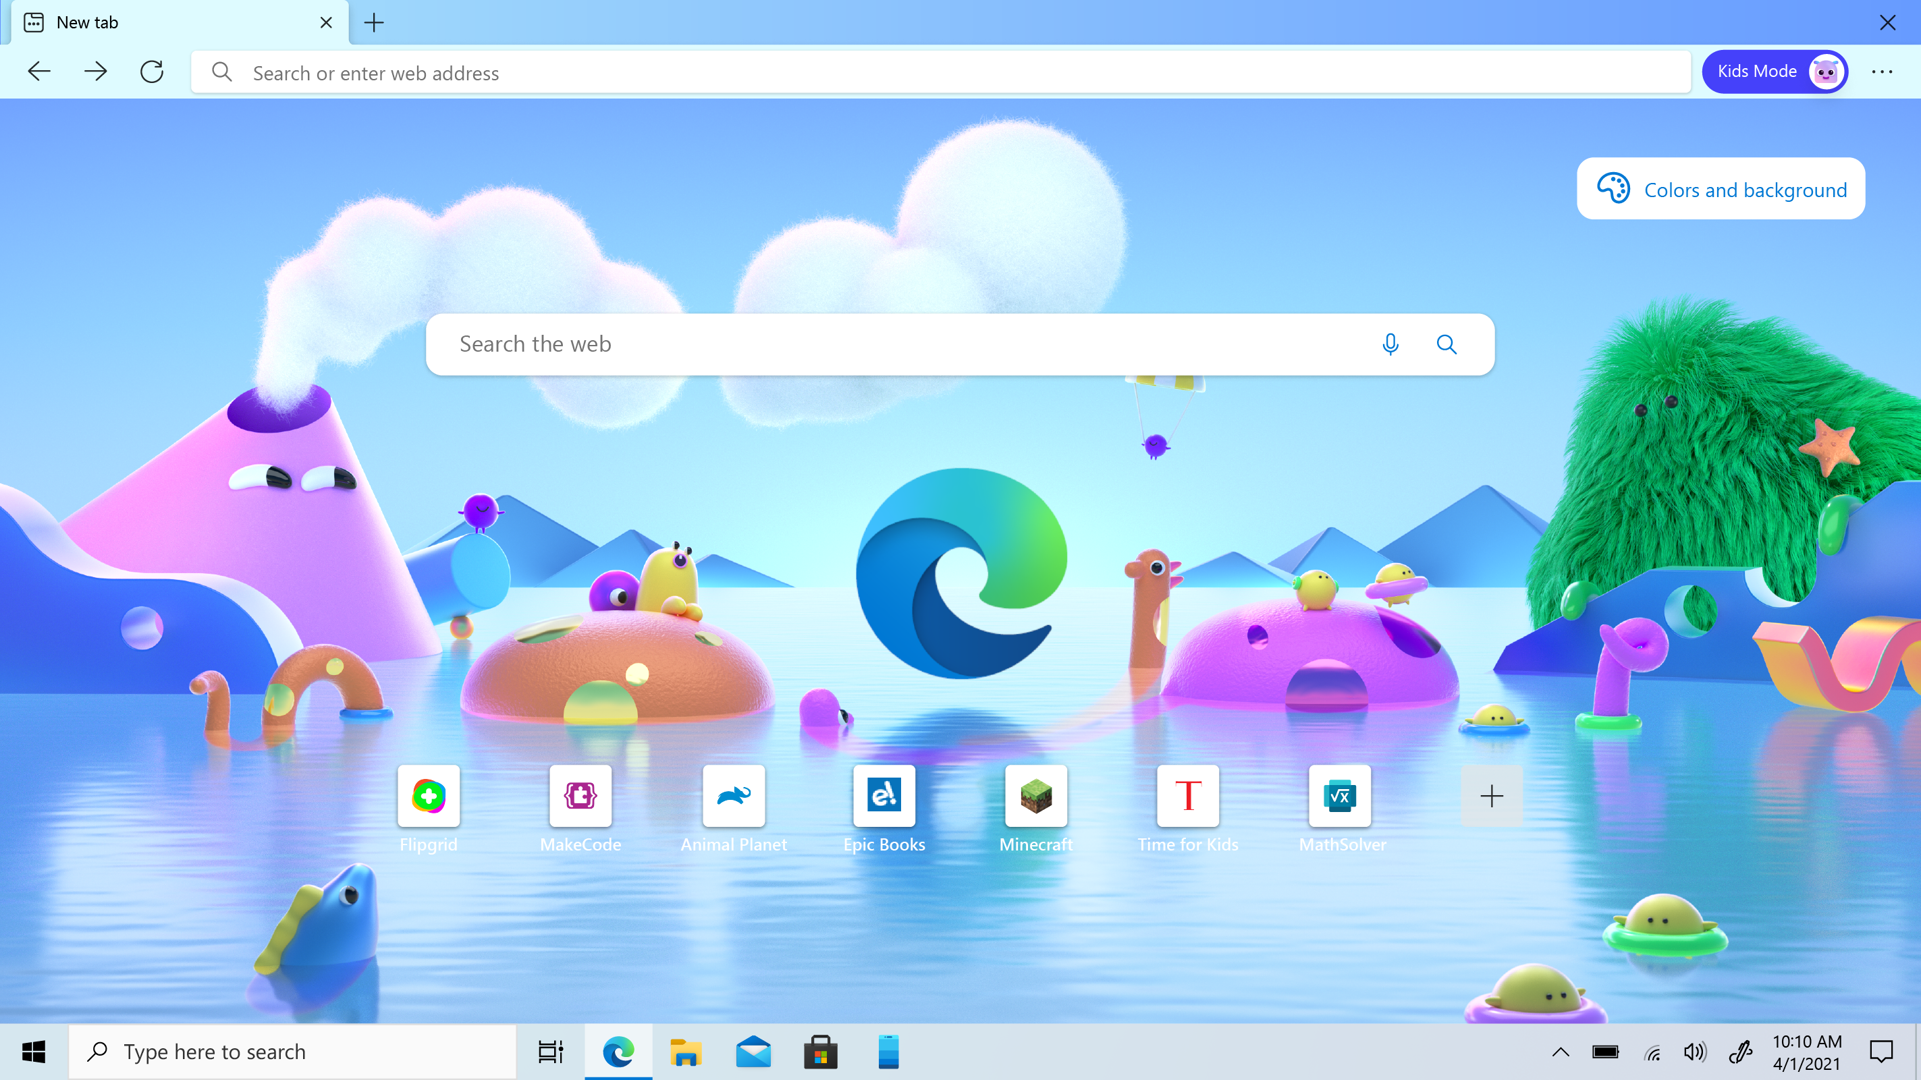 New tab
Search or enter web address
Kids Mode
Colors and background
Search the web
e!
T
√x
Flipgrid
MakeCode
Animal Planet
Epic Books
Minecraft
Time for Kids
MathSolver
Type here to search
10:10 AM
4/1/2021